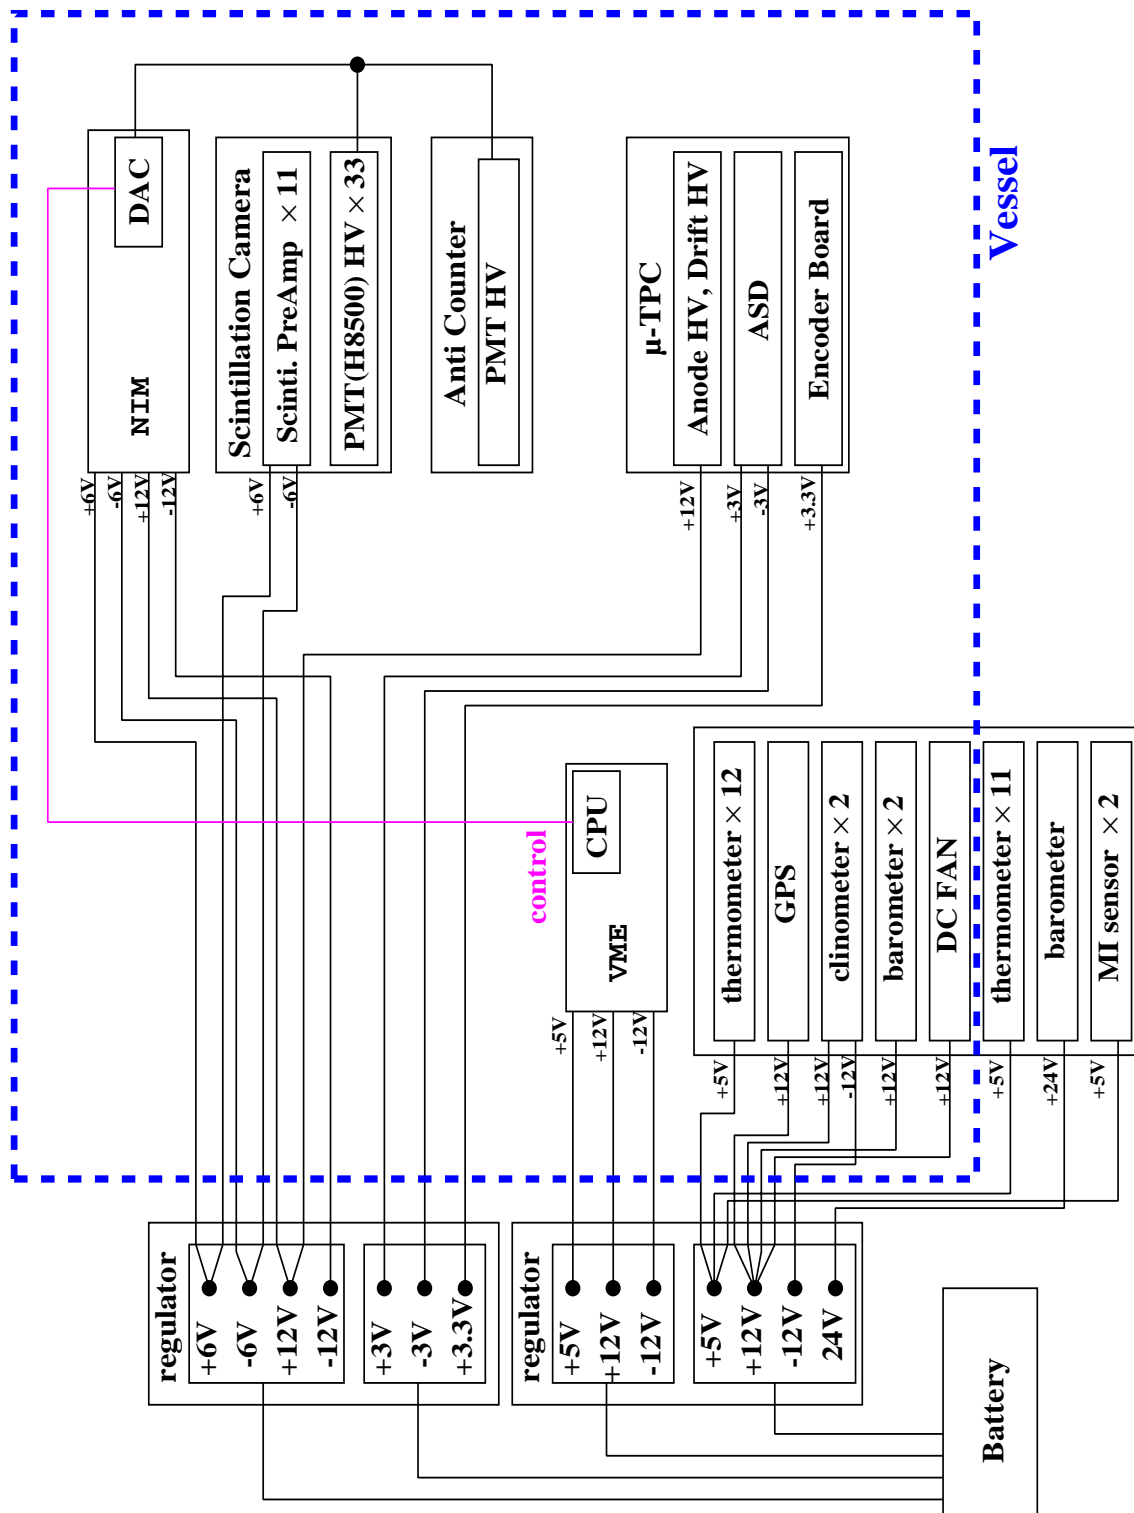 DAC
NIM
+6V
-6V
+12V
-12V
Scintillation Camera
Scinti. PreAmp × 11
PMT(H8500) HV × 33
+6V
-6V
Anti Counter
PMT HV
μ-TPC
Anode HV, Drift HV
ASD
Encoder Board
+12V
+3V
-3V
+3.3V
Vessel
control
CPU
VME
+5V
+12V
-12V
thermometer × 12
GPS
clinometer × 2
barometer × 2
DC FAN
thermometer × 11
barometer
MI sensor × 2
+5V
+12V
+12V
-12V
+12V
+12V
+5V
+24V
+5V
regulator
+6V
-6V
+12V
-12V
+3V
-3V
+3.3V
regulator
+5V
+12V
-12V
+5V
+12V
-12V
24V
Battery